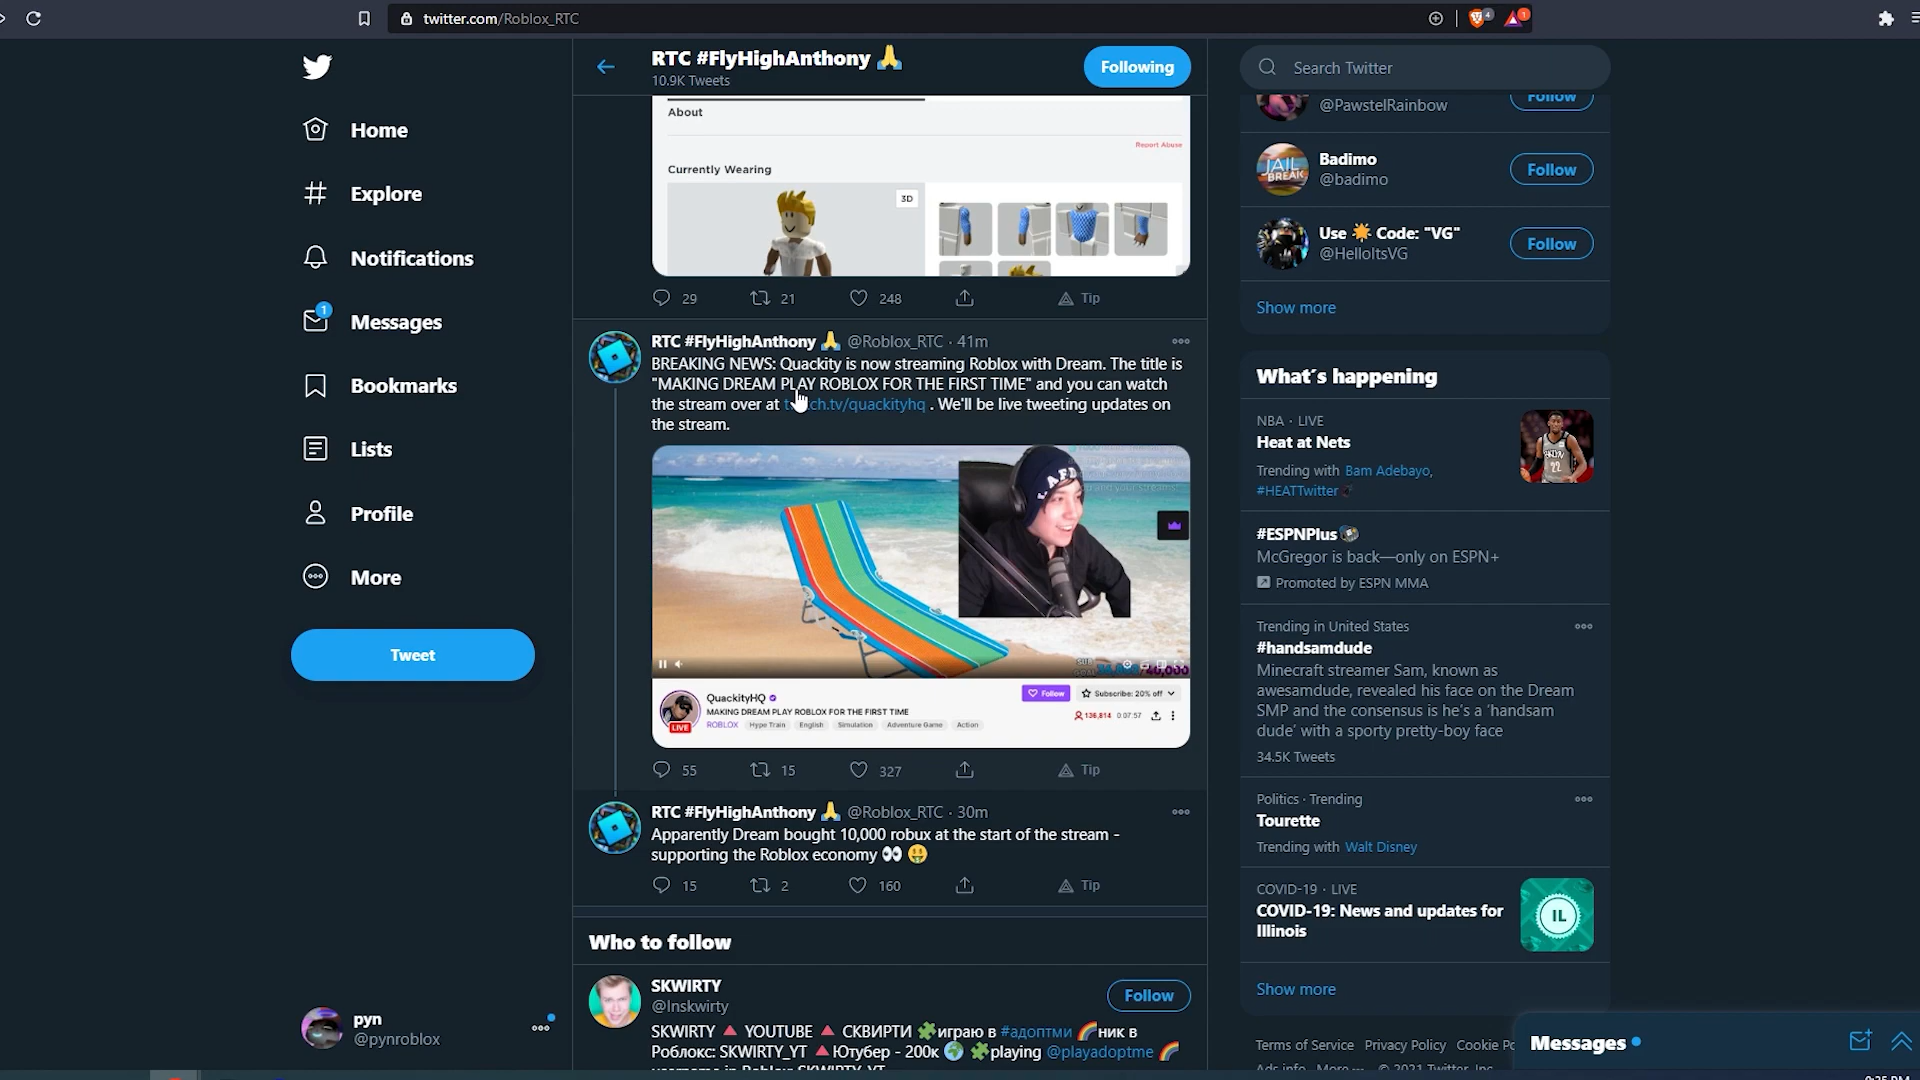 twitter.com/Roblox_RTC
4
1
Home
Explore
Notifications
1
Messages
Bookmarks
Lists
Profile
More
Tweet
pyn
@pynroblox
RTC #FlyHighAnthony 🙏
10.9K Tweets
Following
About
Report Abuse
Currently Wearing
3D
29
21
248
Tip
RTC #FlyHighAnthony 🙏 @Roblox_RTC · 41m
BREAKING NEWS: Quackity is now streaming Roblox with Dream. The title is
"MAKING DREAM PLAY ROBLOX FOR THE FIRST TIME" and you can watch
the stream over at twitch.tv/quackityhq . We'll be live tweeting updates on
the stream.
QuackityHQ
MAKING DREAM PLAY ROBLOX FOR THE FIRST TIME
ROBLOX Hype Train English Simulation Adventure Game Action
LIVE
Follow
Subscribe: 20% off
136,814 0:07:57
55
15
327
Tip
RTC #FlyHighAnthony 🙏 @Roblox_RTC · 30m
Apparently Dream bought 10,000 robux at the start of the stream -
supporting the Roblox economy 👀 🤑
15
2
160
Tip
Who to follow
SKWIRTY
@Inskwirty
Follow
SKWIRTY 🔺 YOUTUBE 🔺 СКВИРТИ 🧩играю в #адоптми 🌈ник в
Роблокс: SKWIRTY_YT 🔺Ютубер - 200к 🌍 🧩playing @playadoptme 🌈
Search Twitter
@PawstelRainbow
Follow
Badimo
@badimo
Follow
JAIL
BREAK
Use ☀️ Code: "VG"
@HelloItsVG
Follow
Show more
What's happening
NBA · LIVE
Heat at Nets
Trending with Bam Adebayo,
#HEATTwitter
#ESPNPlus
McGregor is back—only on ESPN+
Promoted by ESPN MMA
Trending in United States
#handsamdude
Minecraft streamer Sam, known as
awesamdude, revealed his face on the Dream
SMP and the consensus is he's a 'handsam
dude' with a sporty pretty-boy face
34.5K Tweets
Politics · Trending
Tourette
Trending with Walt Disney
COVID-19 · LIVE
COVID-19: News and updates for
Illinois
IL
Show more
Terms of Service Privacy Policy Cookie
Messages